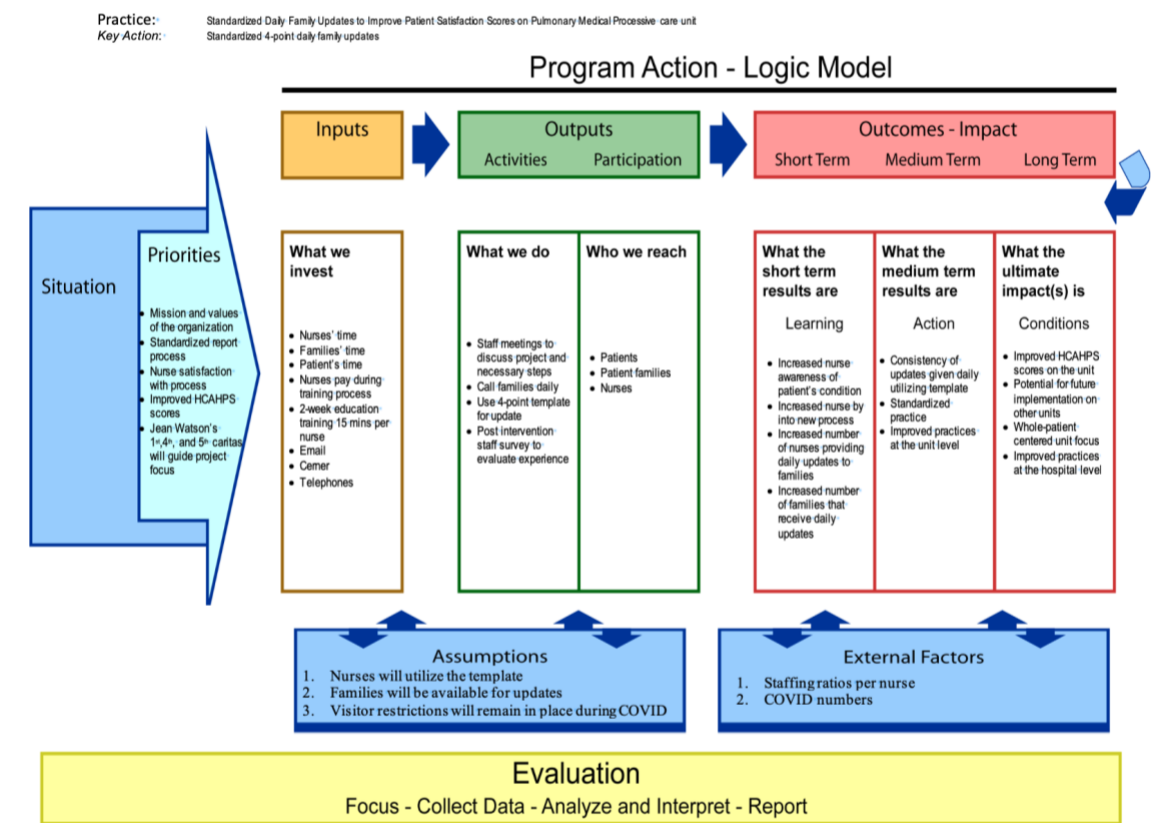 Practice: Standardized Daily Family Updates to Improve Patient Satisfaction Scores on Pulmonary Medical Processive care unit
Key Action: Standardized 4-point daily family updates
Program Action - Logic Model
Inputs
Outputs
Activities Participation
Outcomes - Impact
Short Term Medium Term Long Term
Situation
Priorities
• Mission and values
of the organization
• Standardized report
process
• Nurse satisfaction
with process
• Improved HCAHPS
scores
• Jean Watson's
1st,4th, and 5th caritas
will guide project
focus
What we
invest
• Nurses' time
• Families' time
• Patient's time
• Nurses pay during
training process
• 2-week education
training 15 mins per
nurse
• Email
• Cerner
• Telephones
What we do
• Staff meetings to
discuss project and
necessary steps
• Call families daily
• Use 4-point template
for update
• Post intervention
staff survey to
evaluate experience
Who we reach
• Patients
• Patient families
• Nurses
What the
short term
results are
Learning
• Increased nurse
awareness of
patient's condition
• Increased nurse by
into new process
• Increased number
of nurses providing
daily updates to
families
• Increased number
of families that
receive daily
updates
What the
medium term
results are
Action
• Consistency of
updates given daily
utilizing template
• Standardized
practice
• Improved practices
at the unit level
What the
ultimate
impact(s) is
Conditions
• Improved HCAHPS
scores on the unit
• Potential for future
implementation on
other units
• Whole-patient
centered unit focus
• Improved practices
at the hospital level
Assumptions
1. Nurses will utilize the template
2. Families will be available for updates
3. Visitor restrictions will remain in place during COVID
External Factors
1. Staffing ratios per nurse
2. COVID numbers
Evaluation
Focus - Collect Data - Analyze and Interpret - Report